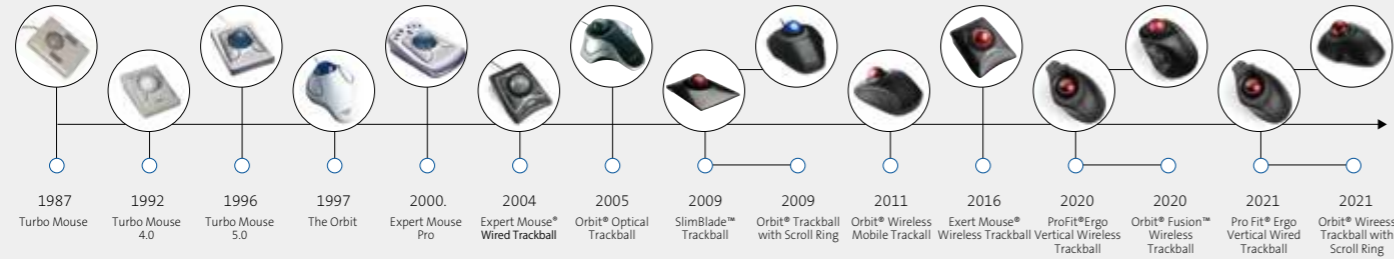 1987
Turbo Mouse
1992
Turbo Mouse
4.0
1996
Turbo Mouse
5.0
1997
The Orbit
2000.
Expert Mouse
Pro
2004
Expert Mouse®
Wired Trackball
2005
Orbit® Optical
Trackball
2009
SlimBlade™
Trackball
2009
Orbit® Trackball
with Scroll Ring
2011
Orbit® Wireless
Mobile Trackall
2016
Exert Mouse®
Wireless Trackball
2020
ProFit®Ergo
Vertical Wireless
Trackball
2020
Orbit® Fusion™
Wireless
Trackball
2021
Pro Fit® Ergo
Vertical Wired
Trackball
2021
Orbit® Wireess
Trackball with
Scroll Ring